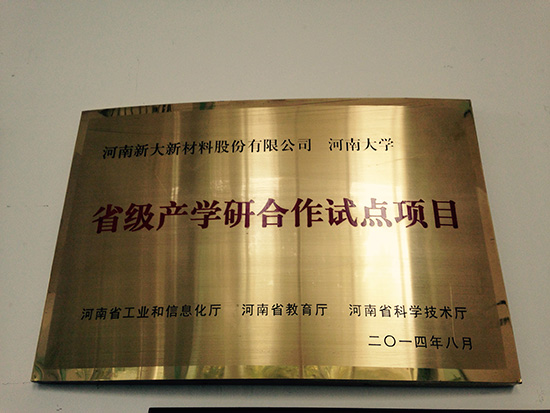 河南新大新材料股份有限公司 河南大学
省级产学研合作试点项目
河南省工业和信息化厅 河南省教育厅 河南省科学技术厅
二〇一四年八月